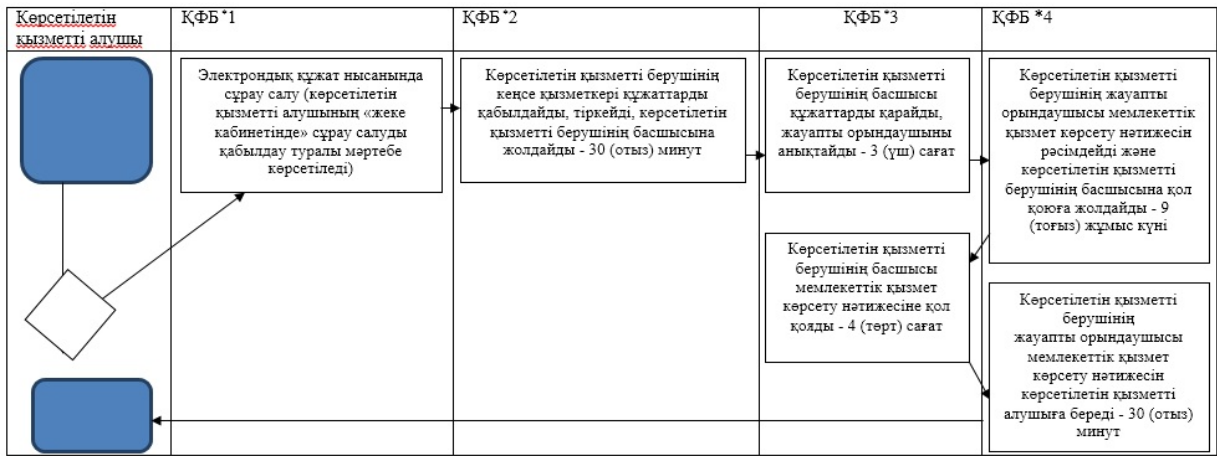 Көрсетілетін
қызметті алушы
ҚФБ*1
ҚФБ*2
ҚФБ*3
ҚФБ *4
Электрондық құжат нысанында
сұрау салу (көрсетілетін
қызметті алушының «жеке
кабинетінде» сұрау салуды
қабылдау туралы мәртебе
көрсетіледі)
Көрсетілетін қызметті берушінің
кеңсе қызметкері құжаттарды
қабылдайды, тіркейді, көрсетілетін
қызметті берушінің басшысына
жолдайды - 30 (отыз) минут
Көрсетілетін қызметті
берушінің басшысы
құжаттарды қарайды,
жауапты орындаушыны
анықтайды - 3 (үш) сағат
Көрсетілетін қызметті
берушінің жауапты
орындаушысы мемлекеттік
қызмет көрсету нәтижесін
рәсімдейді және
көрсетілетін қызметті
берушінің басшысына қол
қоюға жолдайды - 9
(тоғыз) жұмыс күні
Көрсетілетін қызметті
берушінің басшысы
мемлекеттік қызмет
көрсету нәтижесіне қол
қояды - 4 (төрт) сағат
Көрсетілетін қызметті
берушінің
жауапты орындаушысы
мемлекеттік қызмет
көрсету нәтижесін
көрсетілетін қызметті
алушыға береді - 30 (отыз)
минут